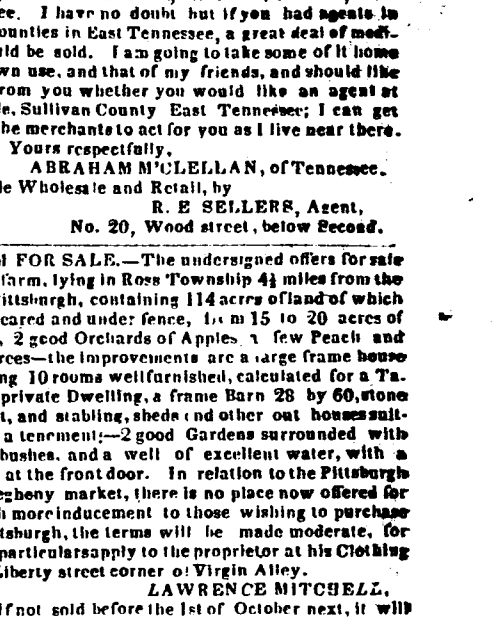 ee. I have no doubt but if you had agents in
ounties in East Tennessee, a great deal of medi-
uld be sold. I am going to take some of it home
wn use, and that of my friends, and should like
rom you whether you would like an agent at
le, Sullivan County East Tennessee; I can get
he merchants to act for you as I live near there.
Yours respectfully,
ABRAHAM M'CLELLAN, of Tennessee.
le Wholesale and Retail, by
R. E SELLERS, Agent,
No. 20, Wood street, below Second.
FOR SALE.—The undersigned offers for sale
farm, lying in Ross Township 4½ miles from the
ittsburgh, containing 114 acres of land of which
eared and under fence, 15 to 20 acres of
, 2 good Orchards of Apples, few Peach and
rees—the improvements are a large frame house
ng 10 rooms well furnished, calculated for a Ta-
private Dwelling, a frame Barn 28 by 60, stone
t, and stabling, sheds and other out houses suit-
a tenement;—2 good Gardens surrounded with
bushes, and a well of excellent water, with a
at the front door. In relation to the Pittsburgh
egheny market, there is no place now offered for
h more inducement to those wishing to purchase
ttsburgh, the terms will be made moderate, for
particulars apply to the proprietor at his Clothing
Liberty street corner of Virgin Alley.
LAWRENCE MITCHELL.
if not sold before the 1st of October next, it will